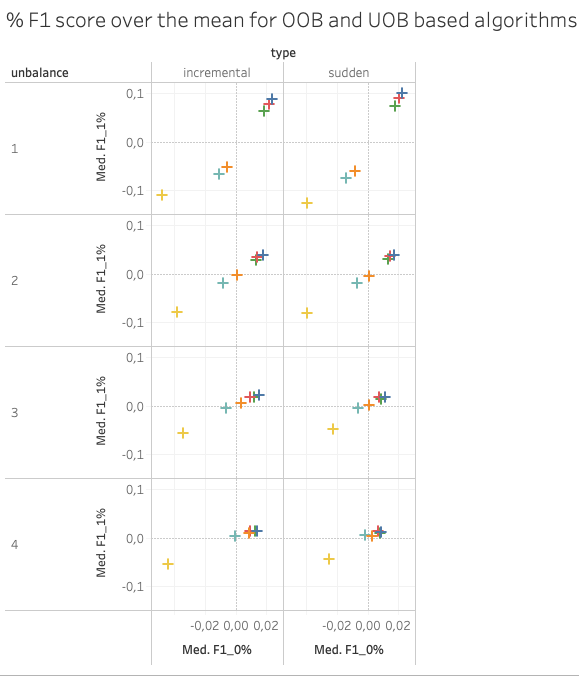 % F1 score over the mean for OOB and UOB based algorithms
type
unbalance
incremental
sudden
1
Med. F1_1%
0,1
0,0
-0,1
2
Med. F1_1%
0,1
0,0
-0,1
3
Med. F1_1%
0,1
0,0
-0,1
4
Med. F1_1%
0,1
0,0
-0,1
-0,02 0,00 0,02
-0,02 0,00 0,02
Med. F1_0%
Med. F1_0%